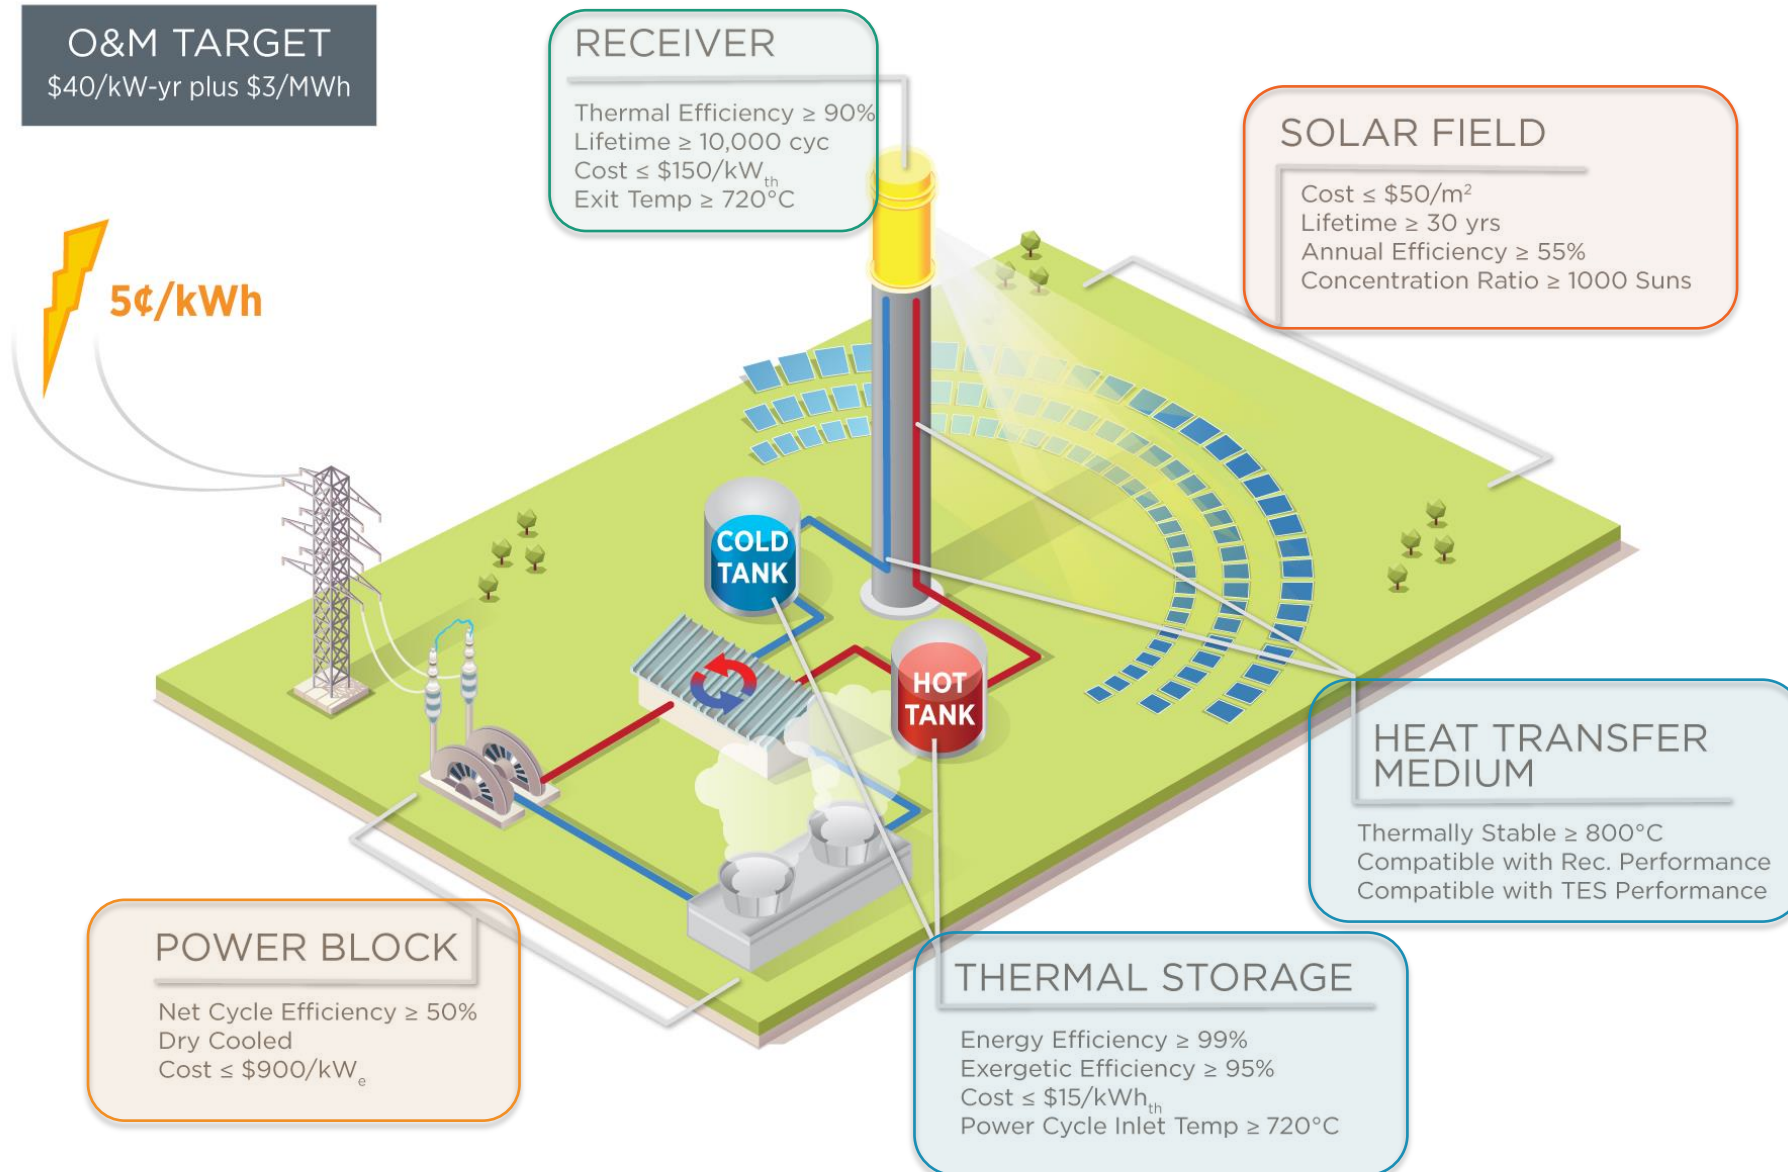 O&M TARGET
$40/kW-yr plus $3/MWh
RECEIVER
Thermal Efficiency ≥ 90%
Lifetime ≥ 10,000 cyc
Cost ≤ $150/kWth
Exit Temp ≥ 720°C
SOLAR FIELD
Cost ≤ $50/m²
Lifetime ≥ 30 yrs
Annual Efficiency ≥ 55%
Concentration Ratio ≥ 1000 Suns
5¢/kWh
COLD
TANK
HOT
TANK
HEAT TRANSFER
MEDIUM
Thermally Stable ≥ 800°C
Compatible with Rec. Performance
Compatible with TES Performance
POWER BLOCK
Net Cycle Efficiency ≥ 50%
Dry Cooled
Cost ≤ $900/kWe
THERMAL STORAGE
Energy Efficiency ≥ 99%
Exergetic Efficiency ≥ 95%
Cost ≤ $15/kWhth
Power Cycle Inlet Temp ≥ 720°C